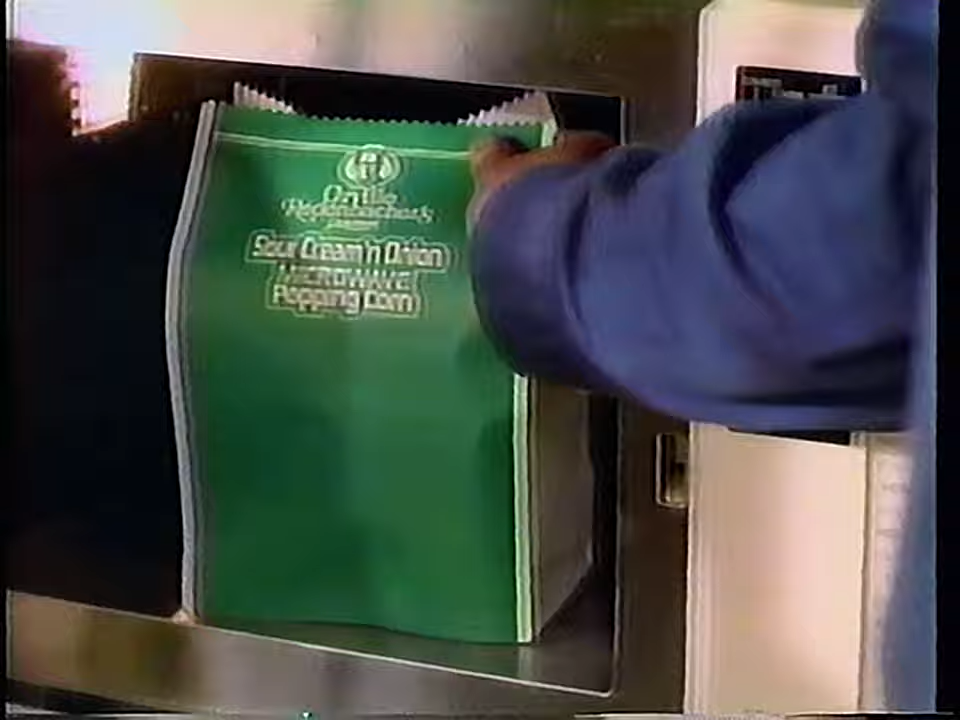 Orville
Redenbacher's
Sour Cream 'n Onion
MICROWAVE
Popping Corn